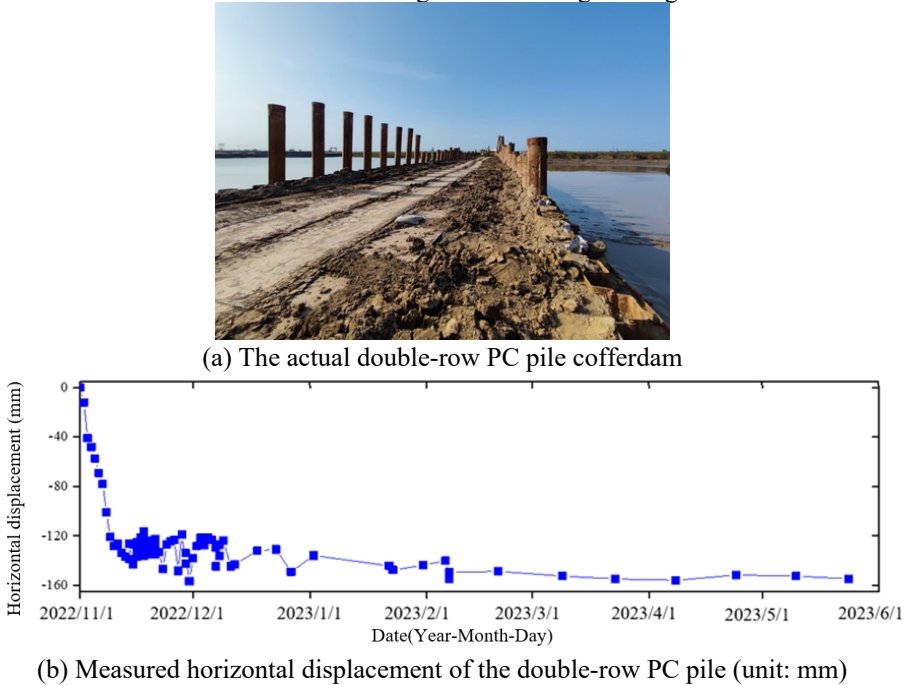 (a) The actual double-row PC pile cofferdam
0
-40
-80
-120
-160
Horizontal displacement (mm)
2022/11/1 2022/12/1 2023/1/1 2023/2/1 2023/3/1 2023/4/1 2023/5/1 2023/6/1
Date(Year-Month-Day)
(b) Measured horizontal displacement of the double-row PC pile (unit: mm)